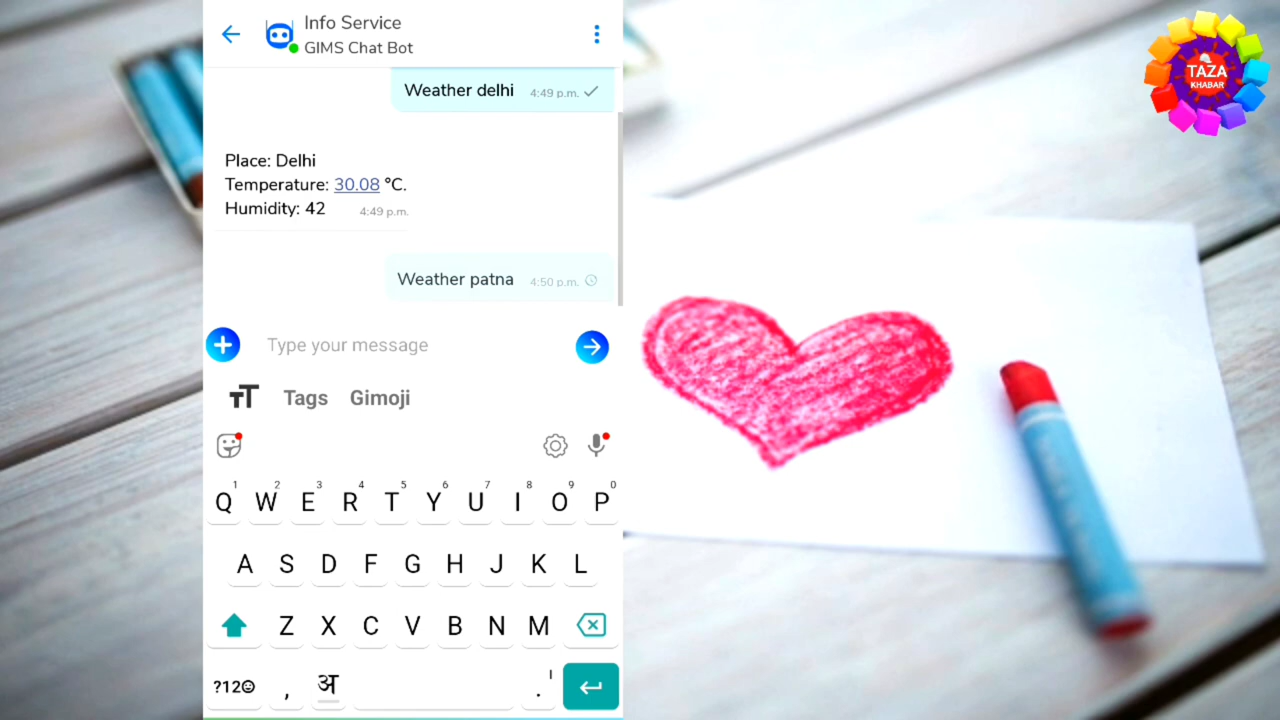 Info Service
GIMS Chat Bot
Weather delhi 4:49 p.m.
Place: Delhi
Temperature: 30.08 °C.
Humidity: 42 4:49 p.m.
Weather patna 4:50 p.m.
Type your message
TT Tags Gimoji
1 2 3 4 5 6 7 8 9 0
Q W E R T Y U I O P
A S D F G H J K L
Z X C V B N M
?12☺ , अ . l
TAZA
KHABAR